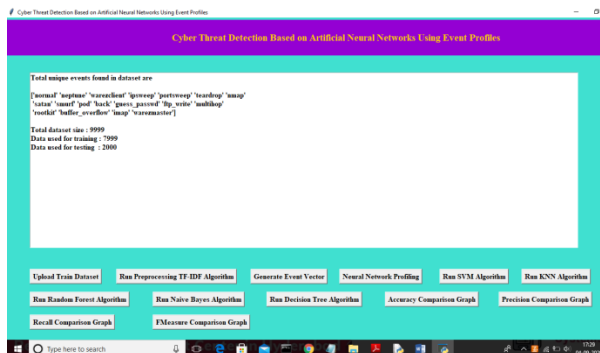 Cyber Threat Detection Based on Artificial Neural Networks Using Event Profiles
Cyber Threat Detection Based on Artificial Neural Networks Using Event Profiles
Total unique events found in dataset are
['normal' 'neptune' 'warezclient' 'ipsweep' 'portsweep' 'teardrop' 'nmap'
'satan' 'smurf' 'pod' 'back' 'guess_passwd' 'ftp_write' 'multihop'
'rootkit' 'buffer_overflow' 'imap' 'warezmaster']
Total dataset size : 9999
Data used for training : 7999
Data used for testing : 2000
Upload Train Dataset Run Preprocessing TF-IDF Algorithm Generate Event Vector Neural Network Profiling Run SVM Algorithm Run KNN Algorithm
Run Random Forest Algorithm Run Naive Bayes Algorithm Run Decision Tree Algorithm Accuracy Comparison Graph Precision Comparison Graph
Recall Comparison Graph FMeasure Comparison Graph
Type here to search
17:29